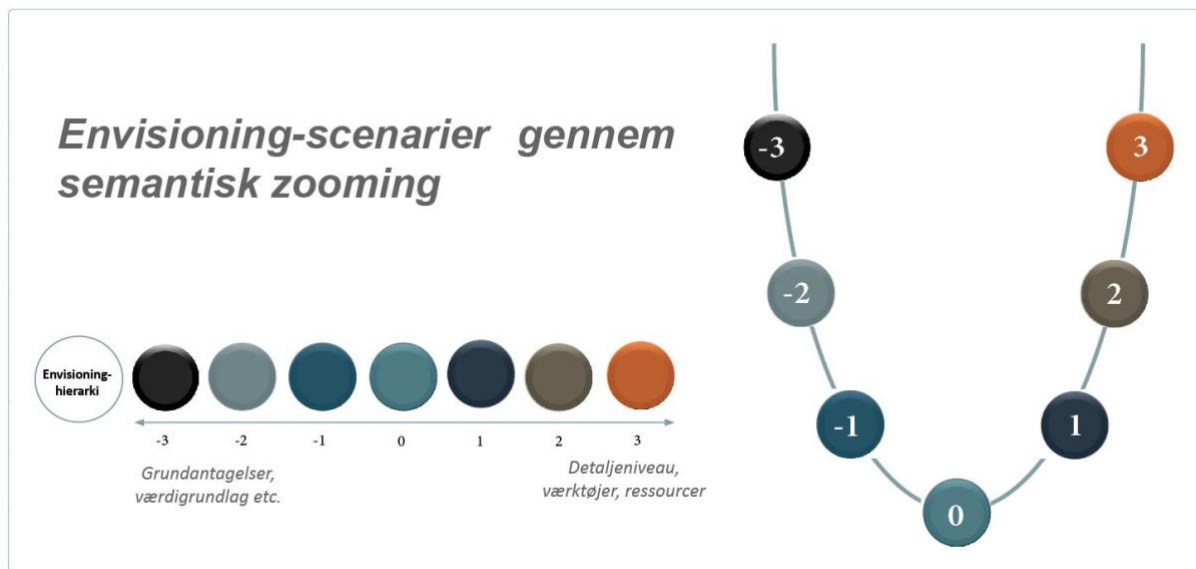 Envisioning-scenarier gennem
semantisk zooming
Envisioning-
hierarki
-3 -2 -1 0 1 2 3
Grundantagelser,
værdigrundlag etc.
Detaljeniveau,
værktøjer, ressourcer
-3
3
-2
2
-1
1
0